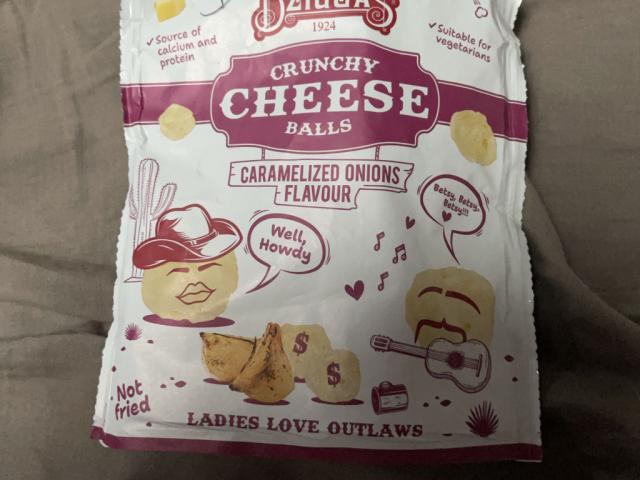 1924
✓ Source of
calcium and
protein
✓ Suitable for
vegetarians
CRUNCHY
CHEESE
BALLS
CARAMELIZED ONIONS
FLAVOUR
Well,
Howdy
Betsy, Betsy,
Betsy!!!
$
$
Not
fried
LADIES LOVE OUTLAWS